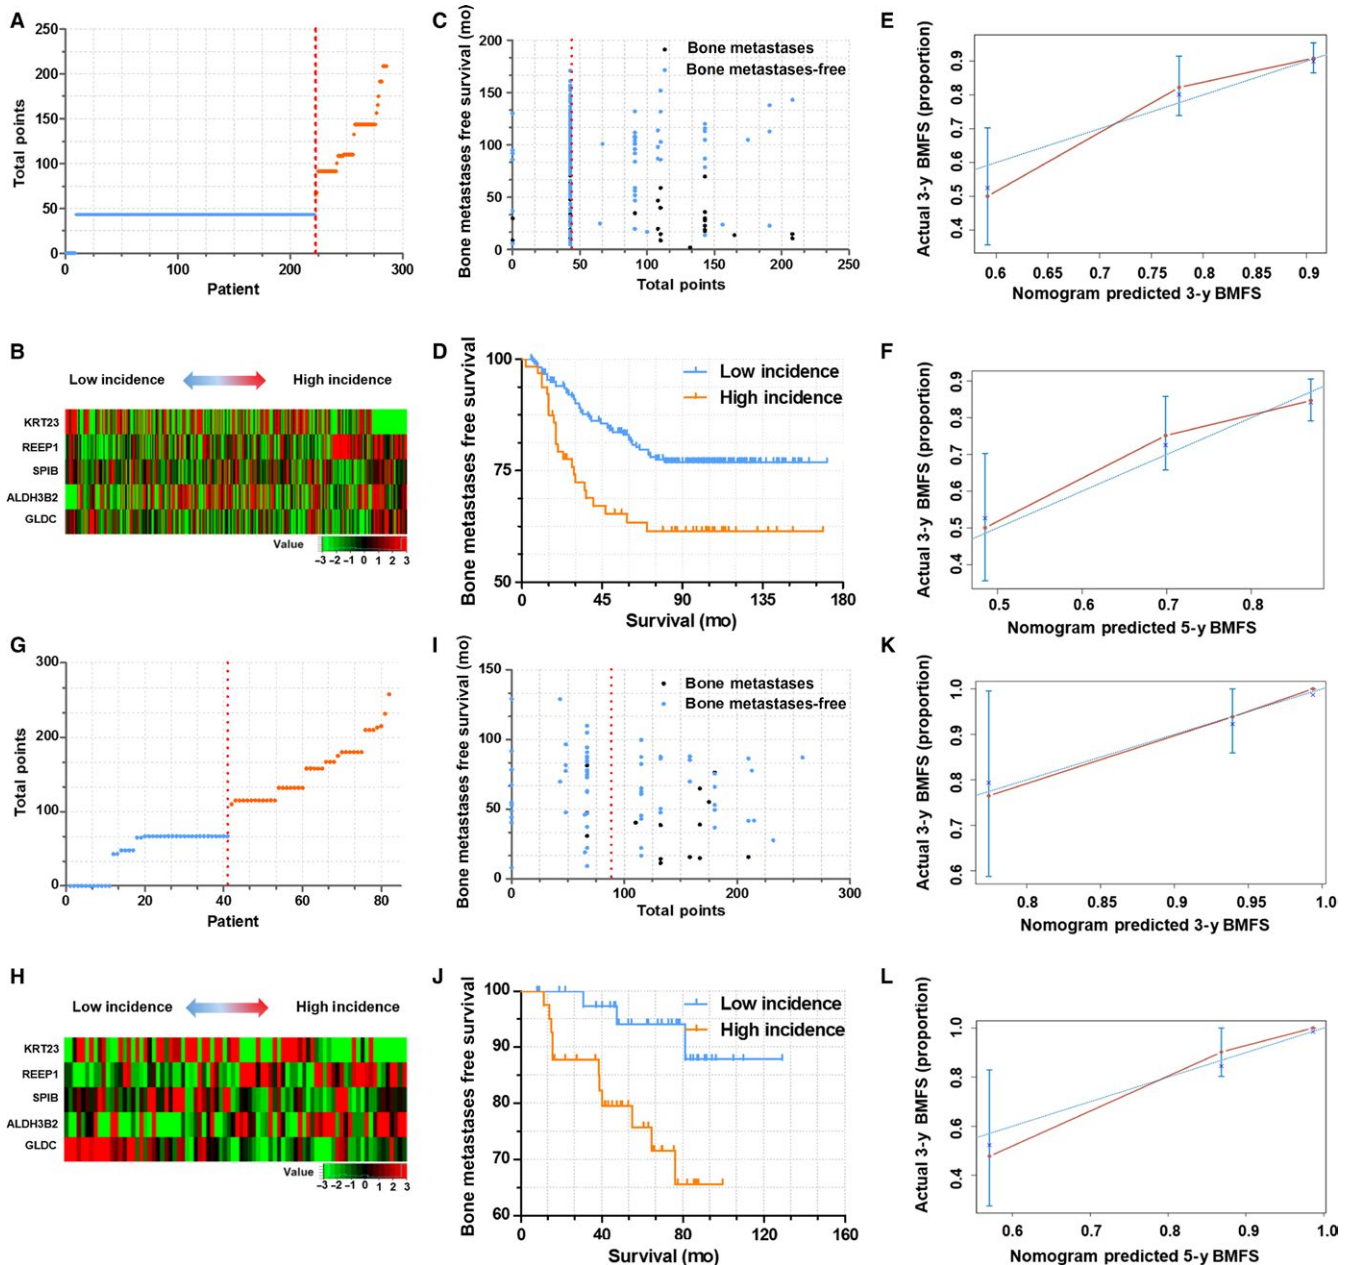 A
250
200
150
100
50
0
Total points
0 100 200 300
Patient
C
200
150
100
50
0
Bone metastases free survival (mo)
Bone metastases
Bone metastases-free
0 50 100 150 200 250
Total points
E
0.9
0.8
0.7
0.6
0.5
0.4
Actual 3-y BMFS (proportion)
0.6 0.65 0.7 0.75 0.8 0.85 0.9
Nomogram predicted 3-y BMFS
B
Low incidence High incidence
KRT23
REEP1
SPIB
ALDH3B2
GLDC
Value
−3 −2 −1 0 1 2 3
D
100
75
50
Bone metastases free survival
Low incidence
High incidence
0 45 90 135 180
Survival (mo)
F
0.9
0.8
0.7
0.6
0.5
0.4
Actual 3-y BMFS (proportion)
0.5 0.6 0.7 0.8
Nomogram predicted 5-y BMFS
G
300
200
100
0
Total points
0 20 40 60 80
Patient
I
150
100
50
0
Bone metastases free survival (mo)
Bone metastases
Bone metastases-free
0 100 200 300
Total points
K
1.0
0.9
0.8
0.7
0.6
Actual 3-y BMFS (proportion)
0.8 0.85 0.9 0.95 1.0
Nomogram predicted 3-y BMFS
H
Low incidence High incidence
KRT23
REEP1
SPIB
ALDH3B2
GLDC
Value
−3 −2 −1 0 1 2 3
J
100
90
80
70
60
Bone metastases free survival
Low incidence
High incidence
0 40 80 120 160
Survival (mo)
L
1.0
0.8
0.6
0.4
Actual 3-y BMFS (proportion)
0.6 0.7 0.8 0.9 1.0
Nomogram predicted 5-y BMFS